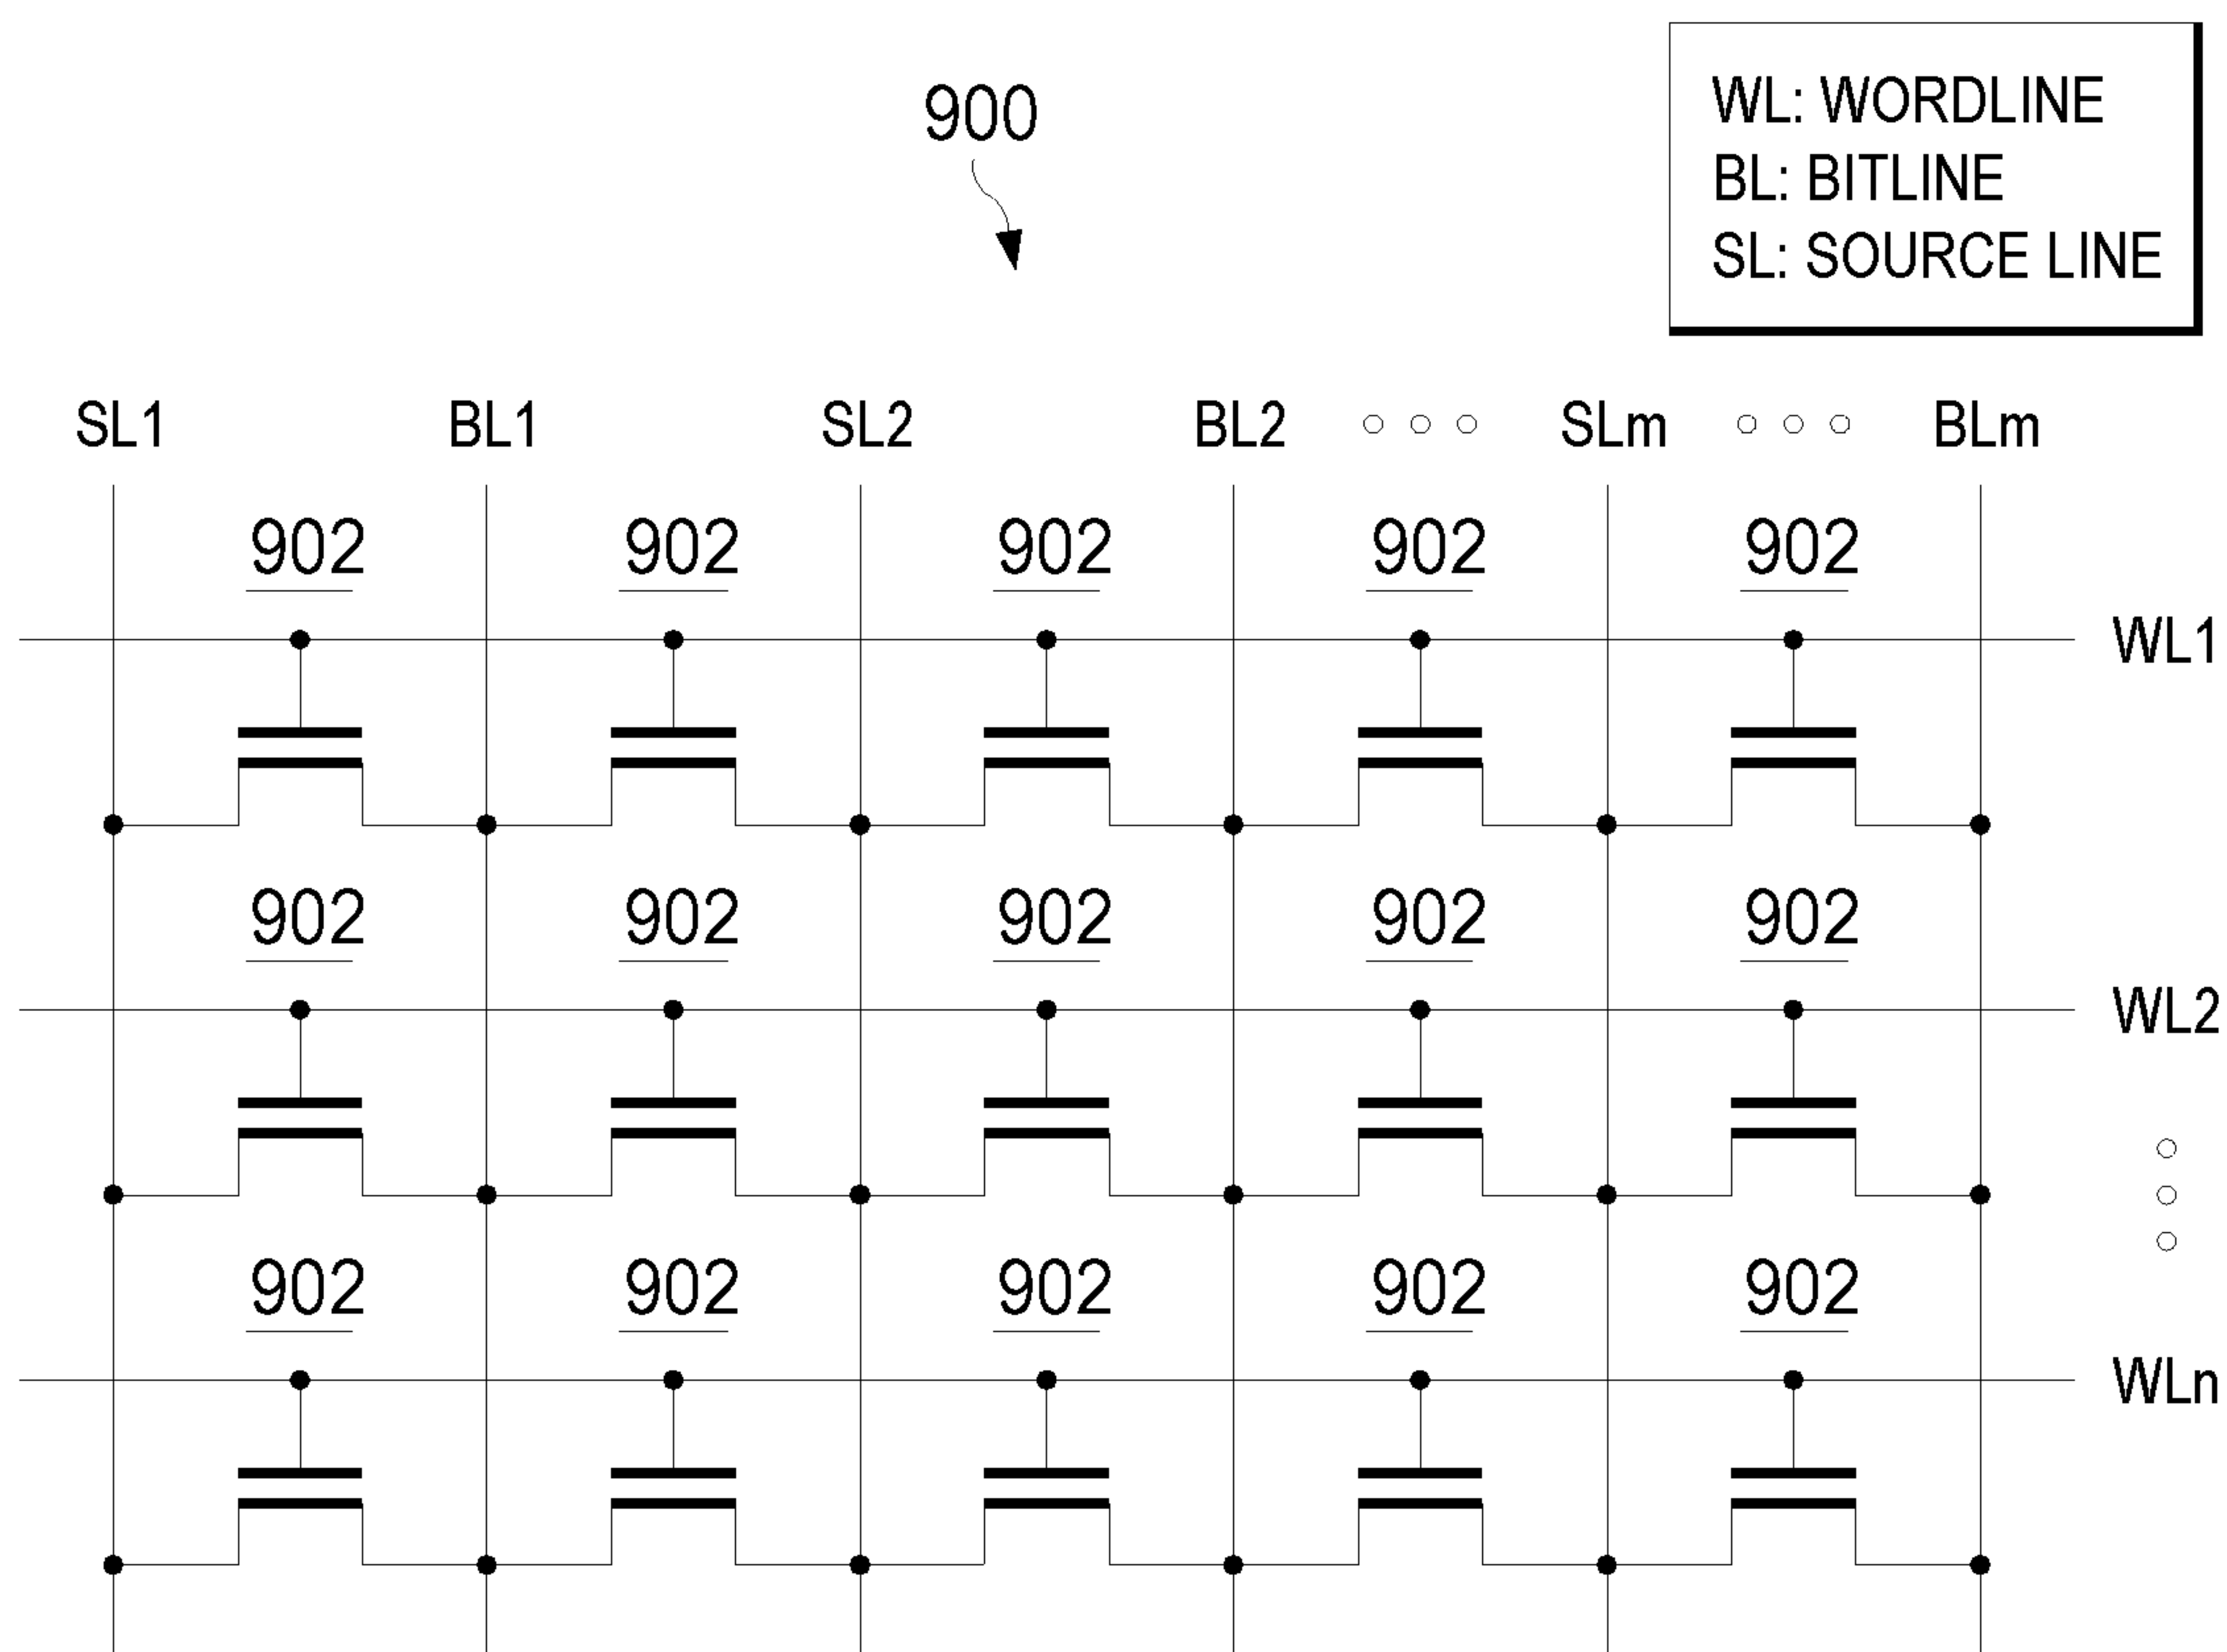 900
WL: WORDLINE
BL: BITLINE
SL: SOURCE LINE
SL1 BL1 SL2 BL2 SLm BLm
902 902 902 902 902
WL1
902 902 902 902 902
WL2
902 902 902 902 902
WLn